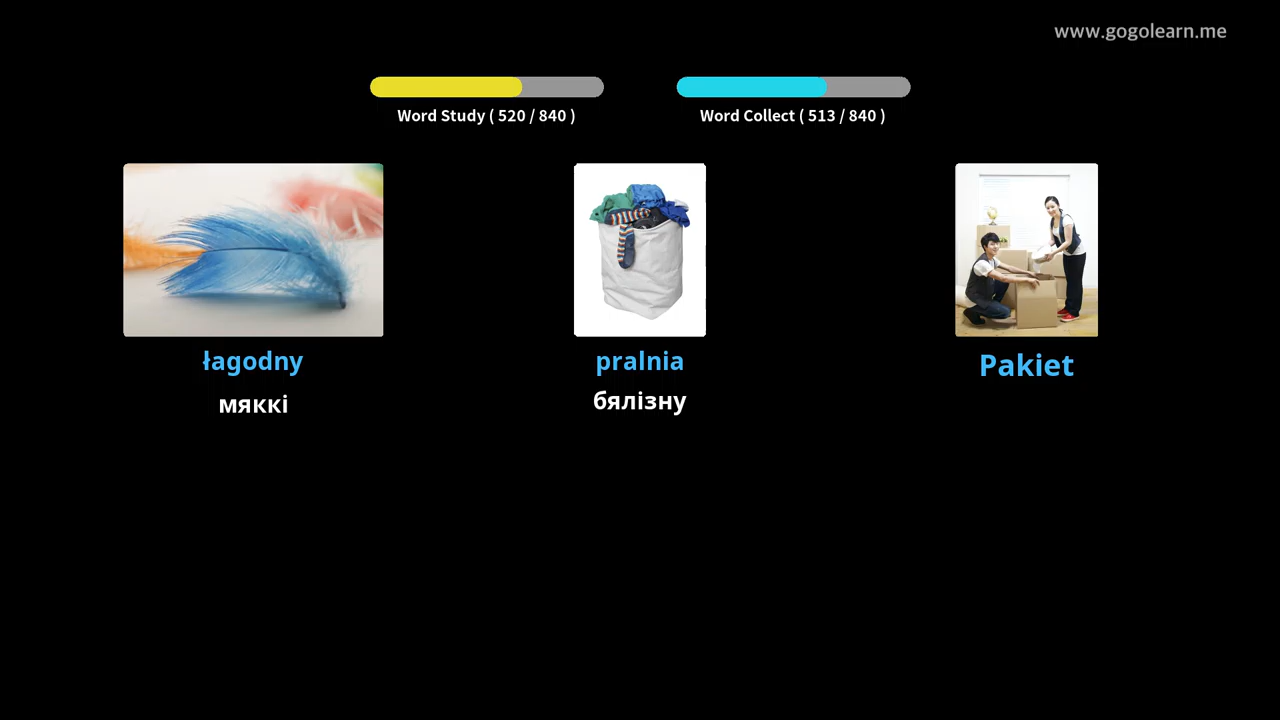 www.gogolearn.me
Word Study ( 520 / 840 )
Word Collect ( 513 / 840 )
łagodny
pralnia
Pakiet
мяккі
бялізну